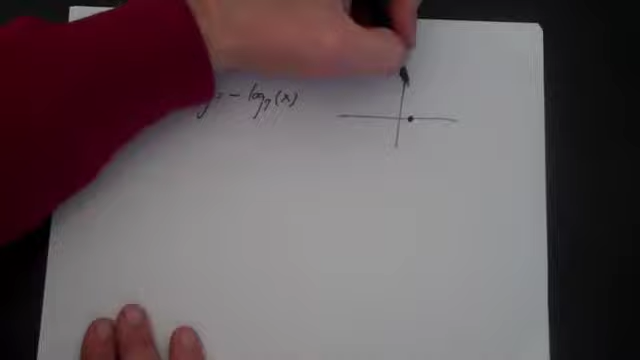 y = - log₇(x)